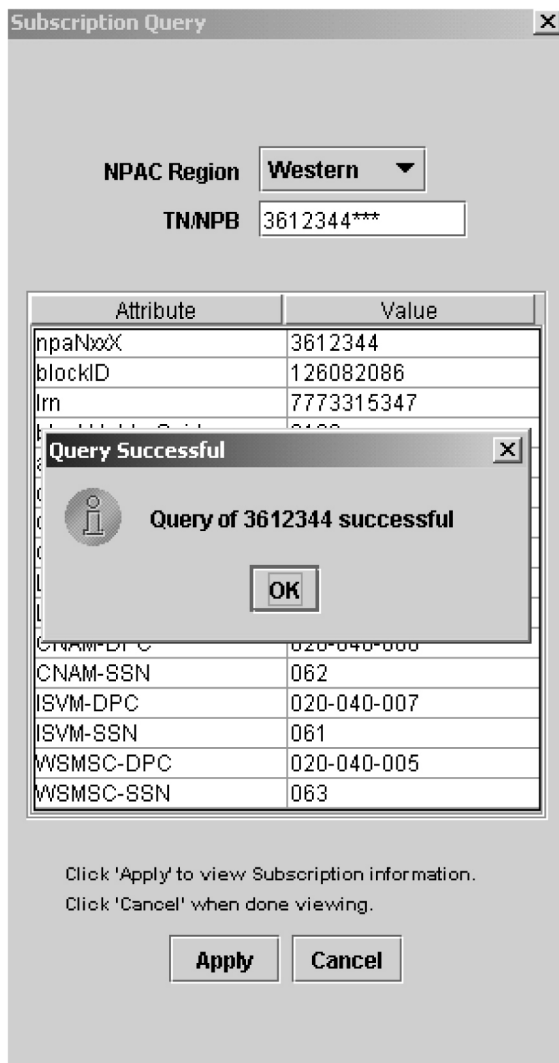 Subscription Query
NPAC Region Western
TN/NPB 3612344***
Attribute Value
npaNxxX 3612344
blockID 126082086
lrn 7773315347
Query Successful
Query of 3612344 successful
OK
CNAM-SSN 062
ISVM-DPC 020-040-007
ISVM-SSN 061
WSMSC-DPC 020-040-005
WSMSC-SSN 063
Click 'Apply' to view Subscription information.
Click 'Cancel' when done viewing.
Apply Cancel